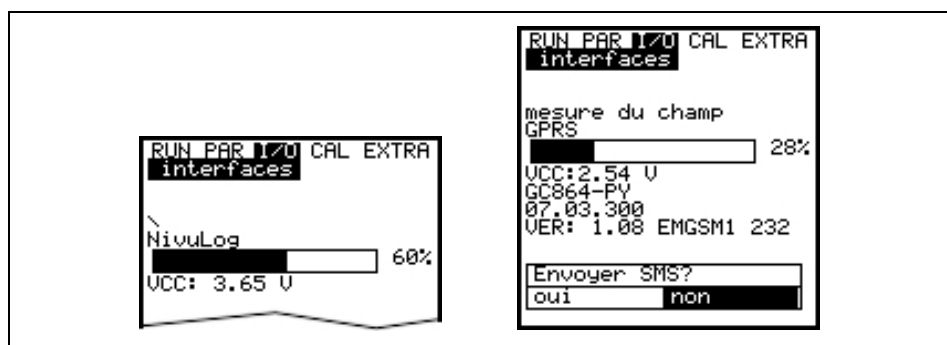 RUN PAR I/O CAL EXTRA
interfaces
\
NivuLog
60%
VCC: 3.65 V
RUN PAR I/O CAL EXTRA
interfaces
mesure du champ
GPRS
28%
VCC:2.54 V
GC864-PY
07.03.300
VER: 1.08 EMGSM1 232
Envoyer SMS?
oui non